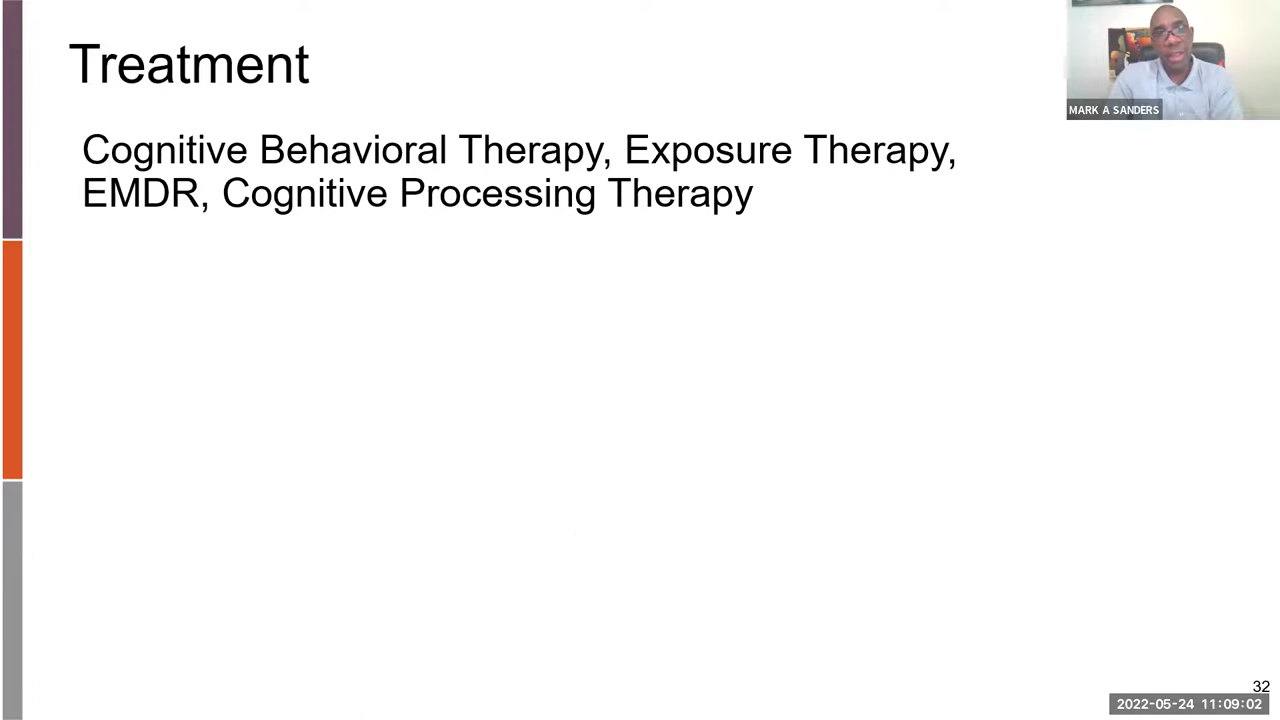 Treatment
MARK A SANDERS
Cognitive Behavioral Therapy, Exposure Therapy,
EMDR, Cognitive Processing Therapy
32
2022-05-24 11:09:02